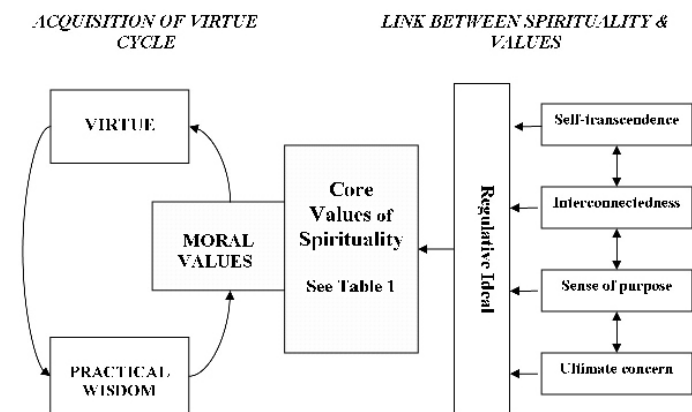 ACQUISITION OF VIRTUE
CYCLE
LINK BETWEEN SPIRITUALITY &
VALUES
VIRTUE
MORAL
VALUES
PRACTICAL
WISDOM
Core
Values of
Spirituality
See Table 1
Regulative Ideal
Self-transcendence
Interconnectedness
Sense of purpose
Ultimate concern